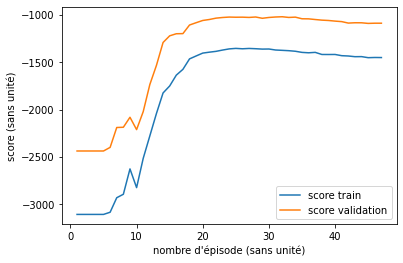 −1000
−1500
−2000
−2500
−3000
score (sans unité)
0
10
20
30
40
nombre d'épisode (sans unité)
score train
score validation